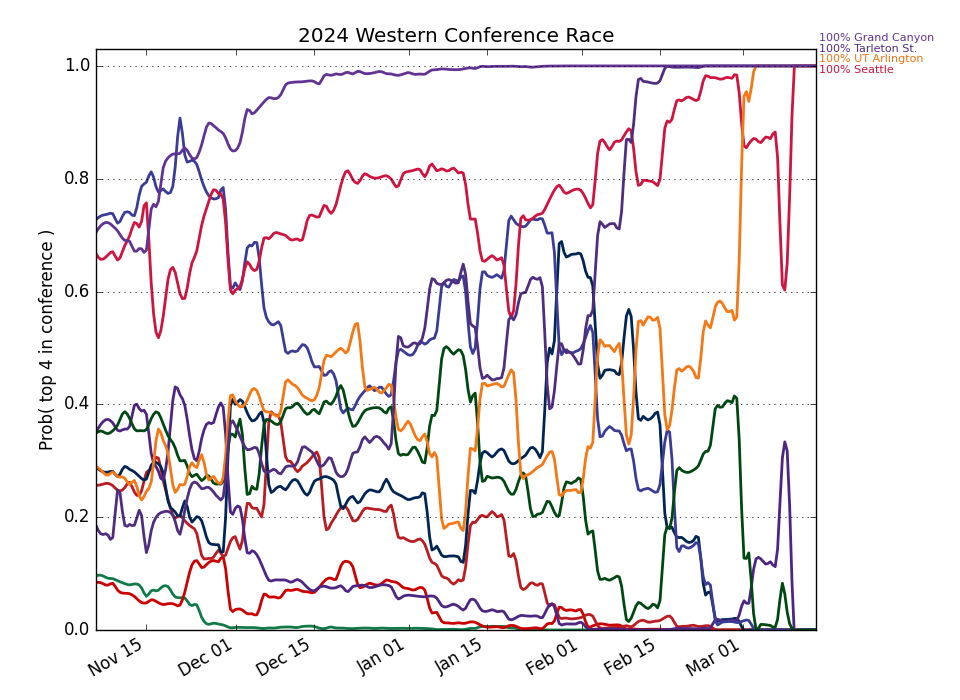 2024 Western Conference Race
100% Grand Canyon
100% Tarleton St.
100% UT Arlington
100% Seattle
Prob( top 4 in conference )
1.0
0.8
0.6
0.4
0.2
0.0
Nov 15
Dec 01
Dec 15
Jan 01
Jan 15
Feb 01
Feb 15
Mar 01